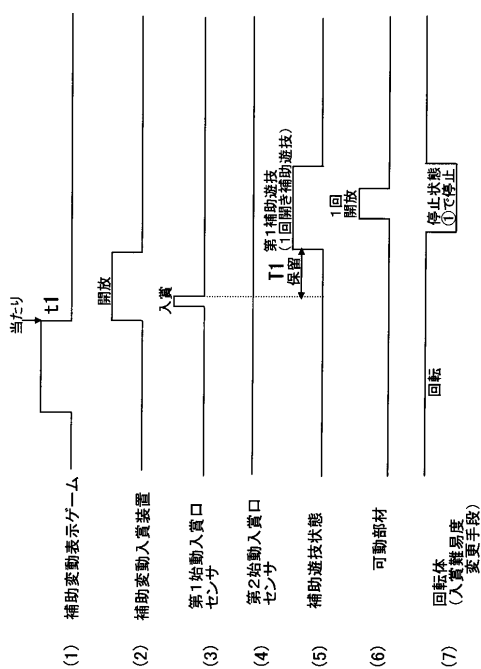 当たり
t1
(1) 補助変動表示ゲーム
開放
(2) 補助変動入賞装置
入賞
(3) 第1始動入賞口
センサ
(4) 第2始動入賞口
センサ
T1
保留
第1補助遊技
(1回開き補助遊技)
(5) 補助遊技状態
1回
開放
(6) 可動部材
回転
停止状態
①で停止
(7) 回転体
(入賞難易度
変更手段)